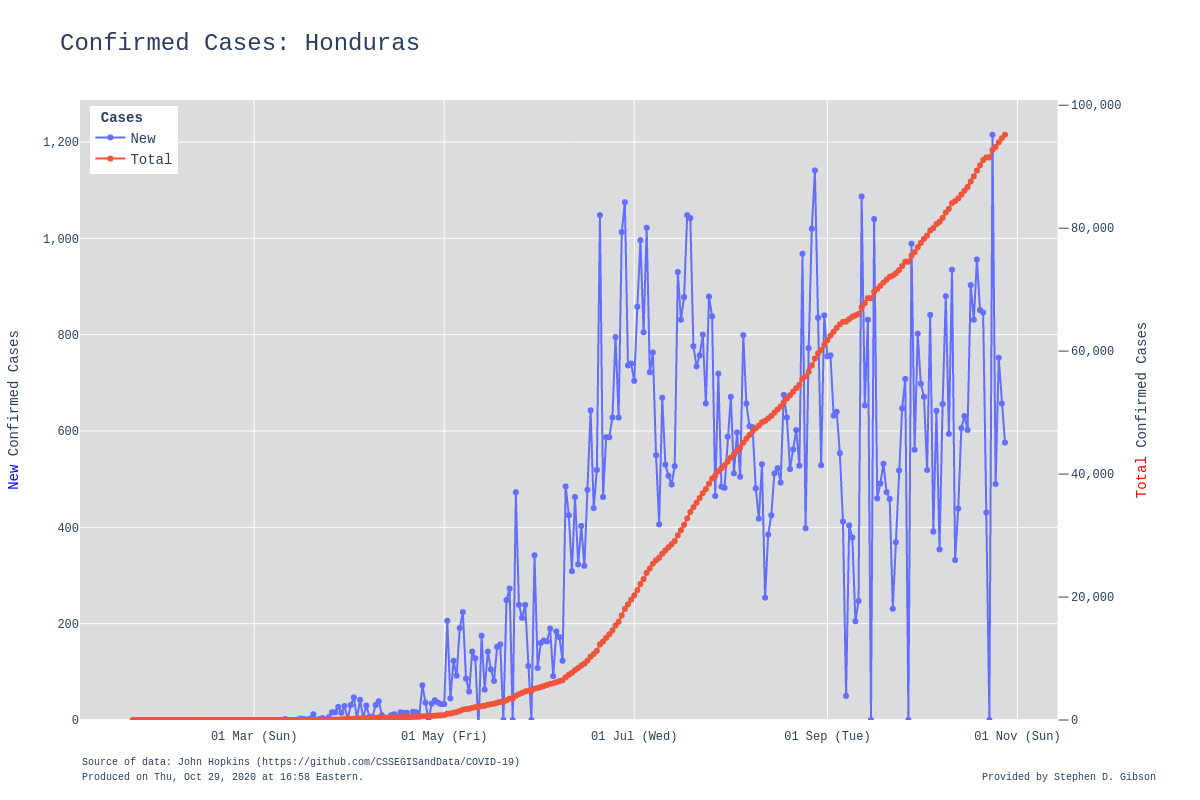 Confirmed Cases: Honduras
Cases
New
Total
1,200
1,000
800
600
400
200
0
New Confirmed Cases
100,000
80,000
60,000
40,000
20,000
0
Total Confirmed Cases
01 Mar (Sun)
01 May (Fri)
01 Jul (Wed)
01 Sep (Tue)
01 Nov (Sun)
Source of data: John Hopkins (https://github.com/CSSEGISandData/COVID-19)
Produced on Thu, Oct 29, 2020 at 16:58 Eastern.
Provided by Stephen D. Gibson